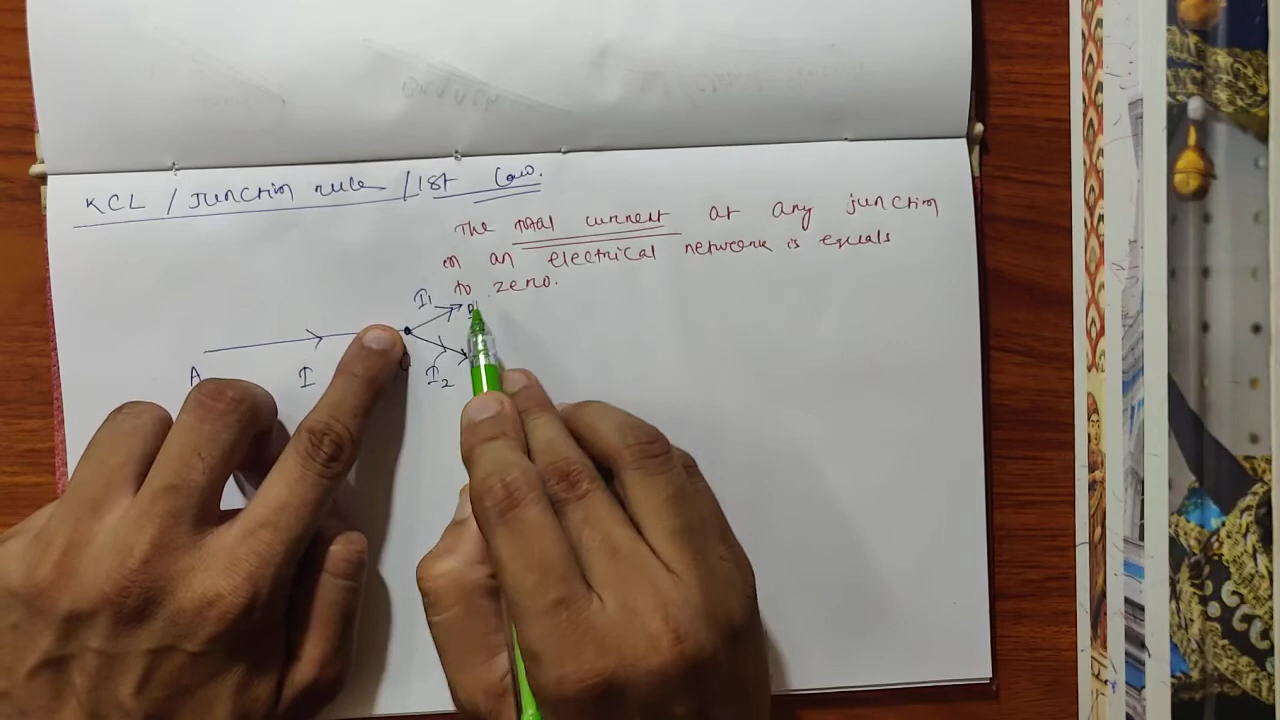 KCL / Junction rule / 1st Law.
The total current at any junction
in an electrical network is equals
to zero.
I₁ B
A I O I₂